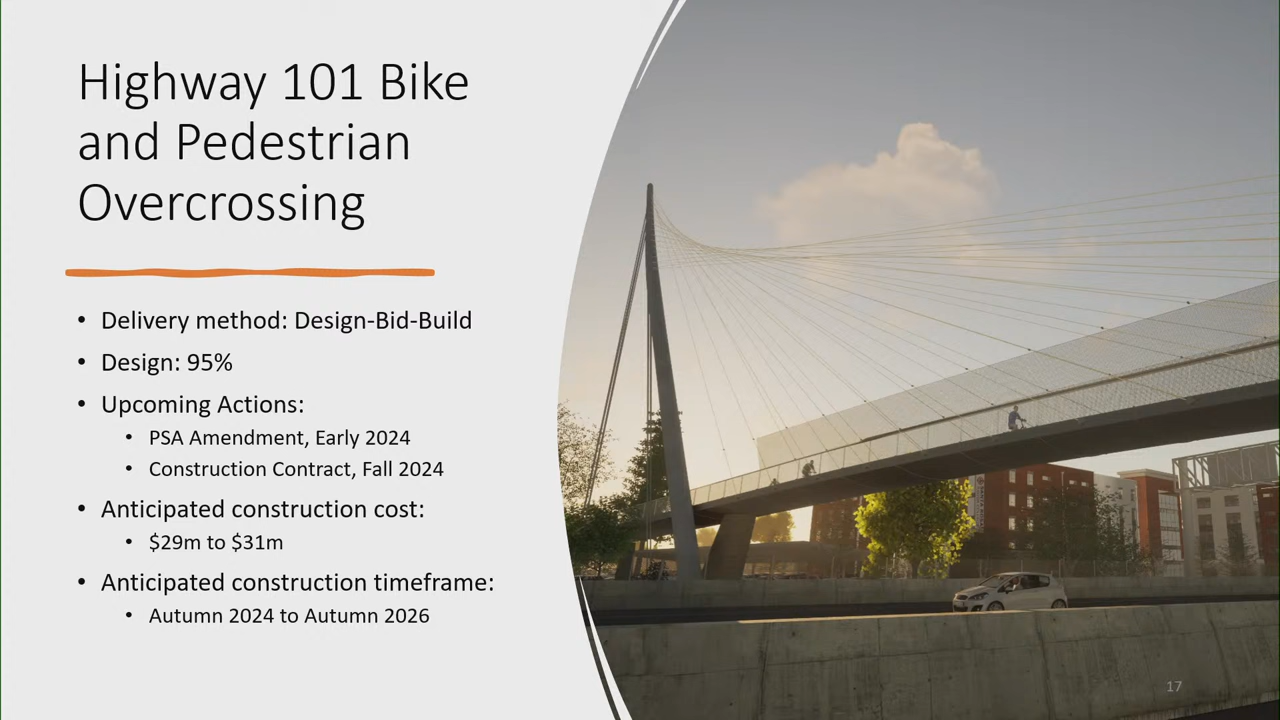 Highway 101 Bike
and Pedestrian
Overcrossing
• Delivery method: Design-Bid-Build
• Design: 95%
• Upcoming Actions:
• PSA Amendment, Early 2024
• Construction Contract, Fall 2024
• Anticipated construction cost:
• $29m to $31m
• Anticipated construction timeframe:
• Autumn 2024 to Autumn 2026
17